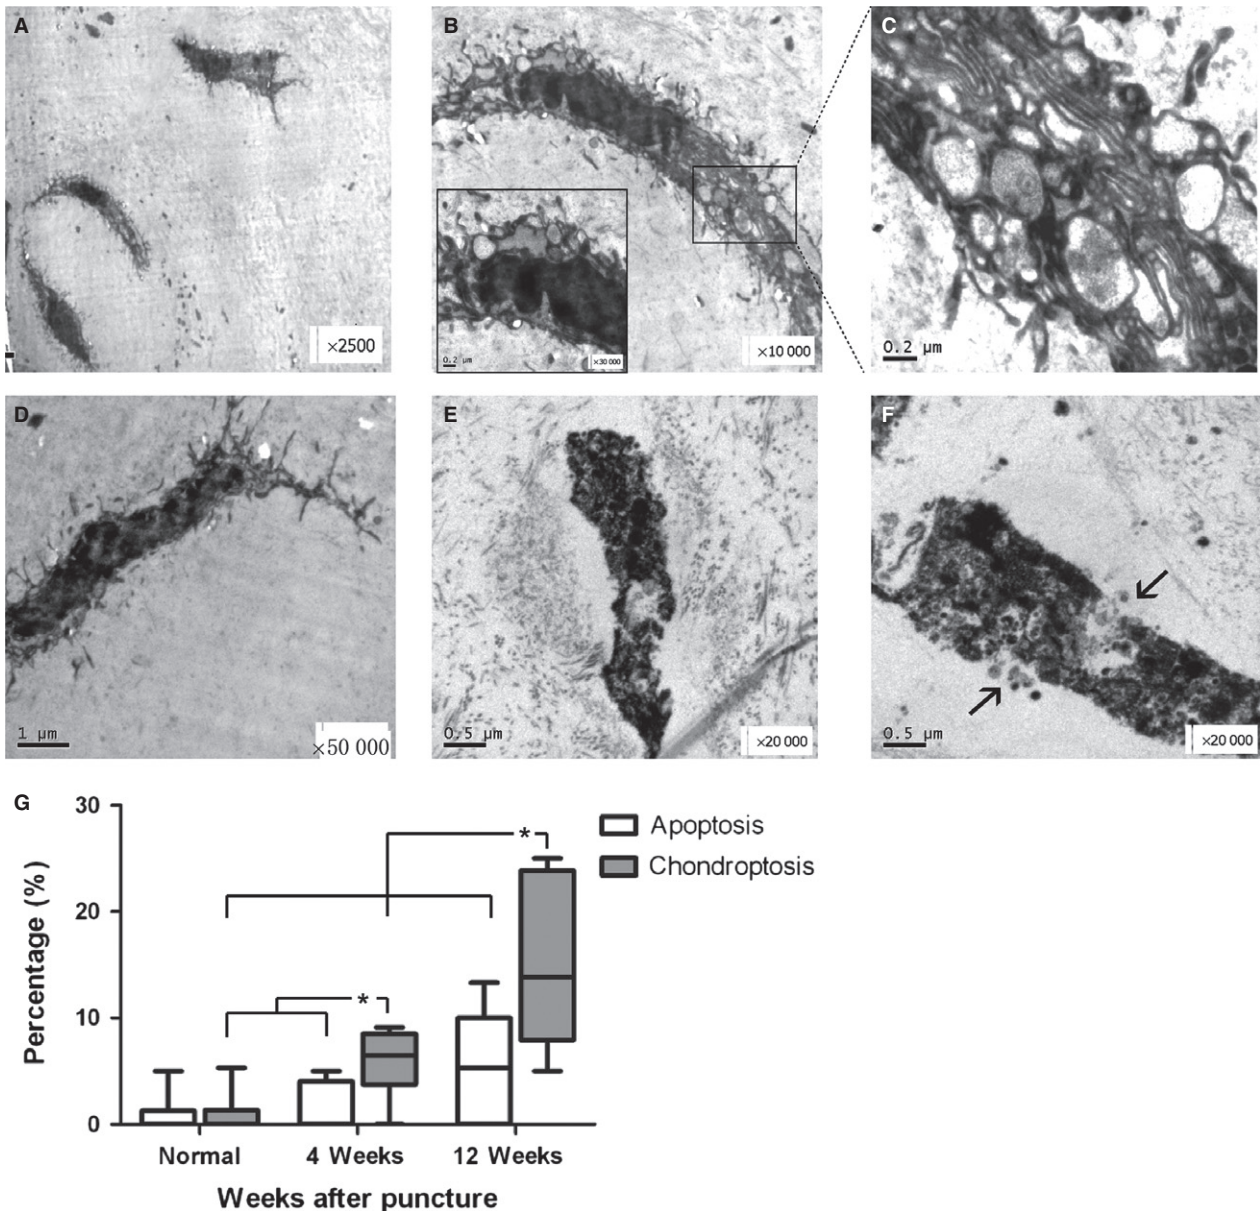 A
×2500
B
0.2 µm
×30 000
×10 000
C
0.2 µm
D
1 µm
×50 000
E
0.5 µm
×20 000
F
0.5 µm
×20 000
G
30
20
10
0
Percentage (%)
*
*
Apoptosis
Chondroptosis
Normal
4 Weeks
12 Weeks
Weeks after puncture